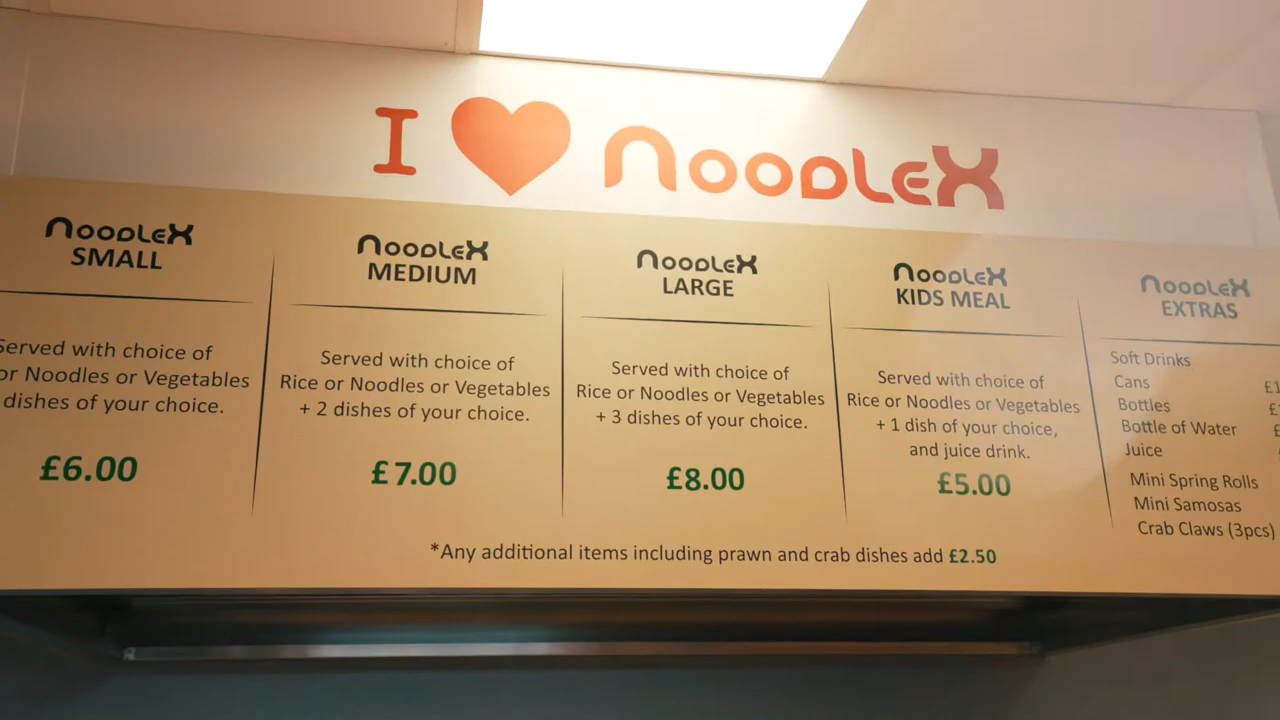 I ❤ NOODLEX
NOODLEX
SMALL
Served with choice of
or Noodles or Vegetables
dishes of your choice.
£6.00
NOODLEX
MEDIUM
Served with choice of
Rice or Noodles or Vegetables
+ 2 dishes of your choice.
£7.00
NOODLEX
LARGE
Served with choice of
Rice or Noodles or Vegetables
+ 3 dishes of your choice.
£8.00
NOODLEX
KIDS MEAL
Served with choice of
Rice or Noodles or Vegetables
+ 1 dish of your choice,
and juice drink.
£5.00
NOODLEX
EXTRAS
Soft Drinks
Cans
Bottles
Bottle of Water
Juice
Mini Spring Rolls
Mini Samosas
Crab Claws (3pcs)
*Any additional items including prawn and crab dishes add £2.50